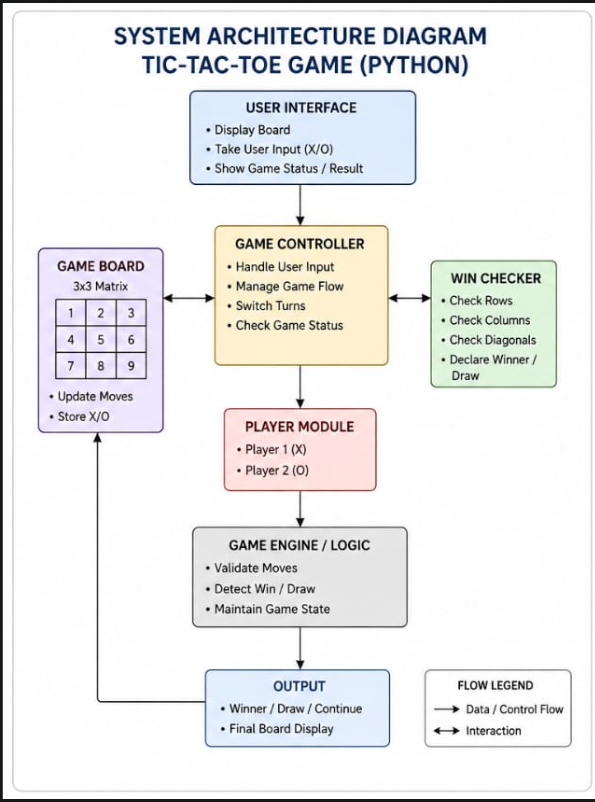 SYSTEM ARCHITECTURE DIAGRAM
TIC-TAC-TOE GAME (PYTHON)
USER INTERFACE
• Display Board
• Take User Input (X/O)
• Show Game Status / Result
GAME CONTROLLER
• Handle User Input
• Manage Game Flow
• Switch Turns
• Check Game Status
GAME BOARD
3x3 Matrix
1 2 3
4 5 6
7 8 9
• Update Moves
• Store X/O
WIN CHECKER
• Check Rows
• Check Columns
• Check Diagonals
• Declare Winner /
Draw
PLAYER MODULE
• Player 1 (X)
• Player 2 (O)
GAME ENGINE / LOGIC
• Validate Moves
• Detect Win / Draw
• Maintain Game State
OUTPUT
• Winner / Draw / Continue
• Final Board Display
FLOW LEGEND
Data / Control Flow
Interaction